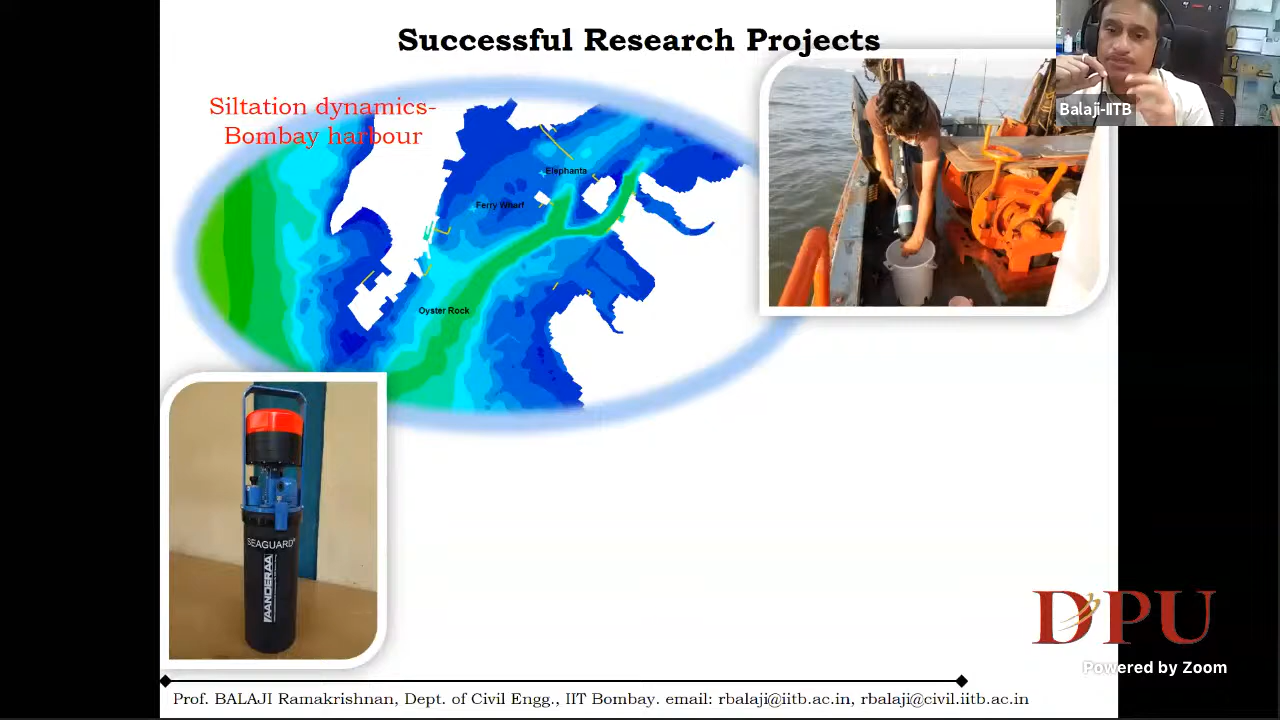 Successful Research Projects
Balaji-IITB
Siltation dynamics-
Bombay harbour
Elephanta
Ferry Wharf
Oyster Rock
SEAGUARD
AANDERAA
DPU
Powered by Zoom
Prof. BALAJI Ramakrishnan, Dept. of Civil Engg., IIT Bombay. email: rbalaji@iitb.ac.in, rbalaji@civil.iitb.ac.in